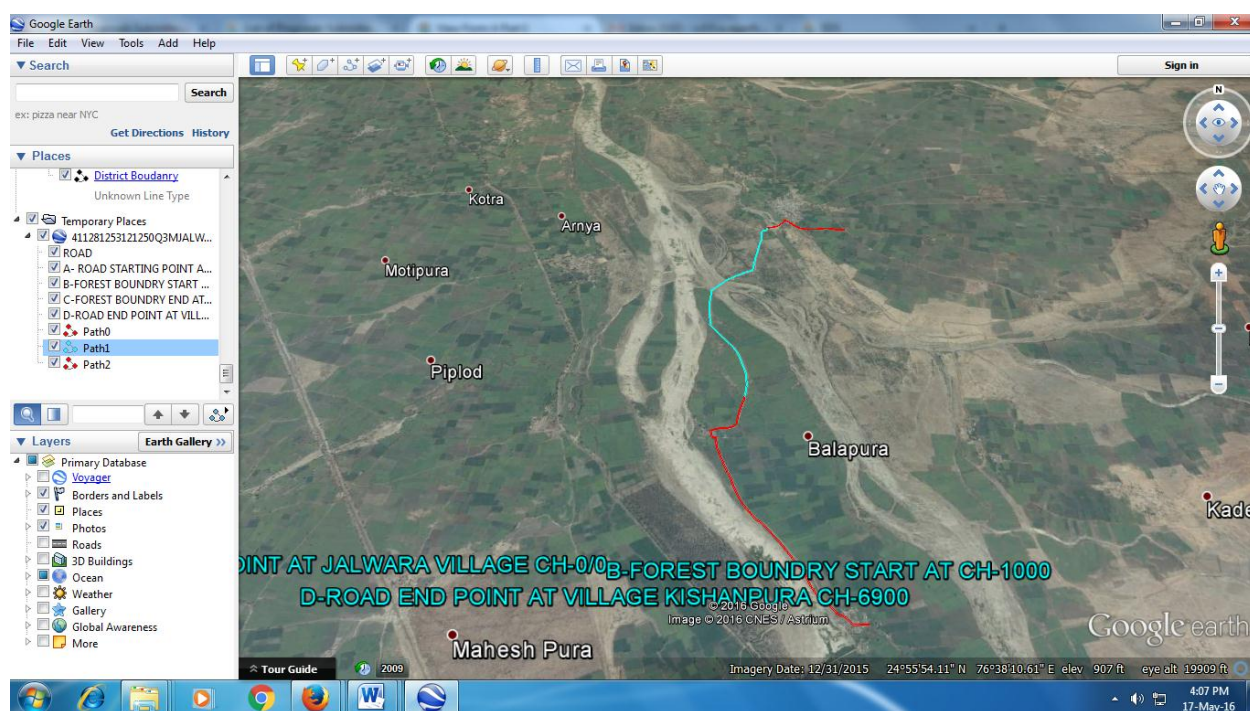 Google Earth
File Edit View Tools Add Help
Search
Sign in
Search
ex: pizza near NYC
Get Directions History
Places
District Boudanry
Unknown Line Type
Temporary Places
411281253121250Q3MJALW...
ROAD
A- ROAD STARTING POINT A...
B-FOREST BOUNDRY START ...
C-FOREST BOUNDRY END AT...
D-ROAD END POINT AT VILL...
Path0
Path1
Path2
Layers
Earth Gallery >>
Primary Database
Voyager
Borders and Labels
Places
Photos
Roads
3D Buildings
Ocean
Weather
Gallery
Global Awareness
More
N
Kotra
Arnya
Motipura
Piplod
Balapura
Kade
OINT AT JALWARA VILLAGE CH-0/0
B-FOREST BOUNDRY START AT CH-1000
D-ROAD END POINT AT VILLAGE KISHANPURA CH-6900
© 2016 Google
Image © 2016 CNES / Astrium
Google earth
Mahesh Pura
Tour Guide
2009
Imagery Date: 12/31/2015 24°55'54.11" N 76°38'10.61" E elev 907 ft eye alt 19909 ft
4:07 PM
17-May-16